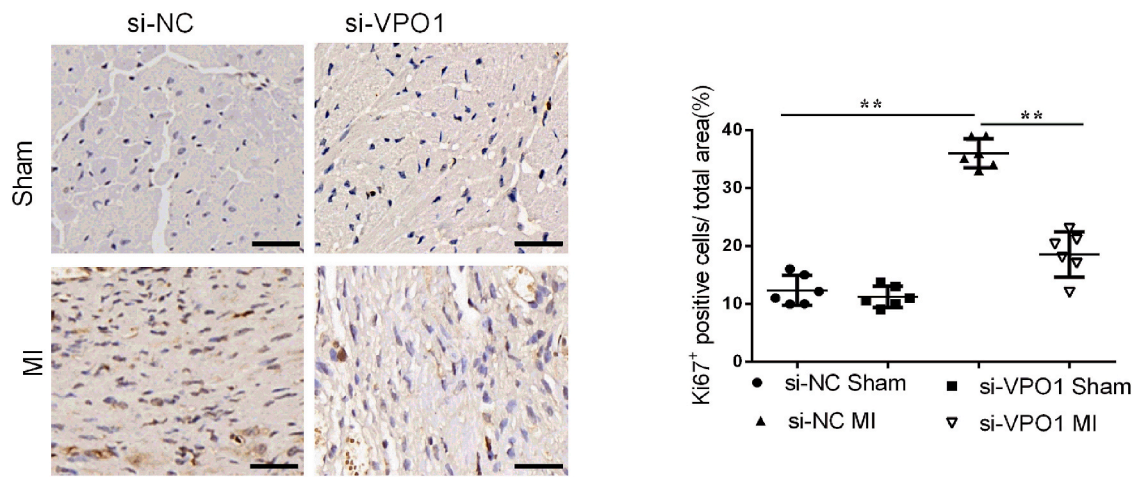 si-NC
si-VPO1
Sham
MI
Ki67+ positive cells/ total area(%)
**
**
40
30
20
10
0
si-NC Sham
si-VPO1 Sham
si-NC MI
si-VPO1 MI